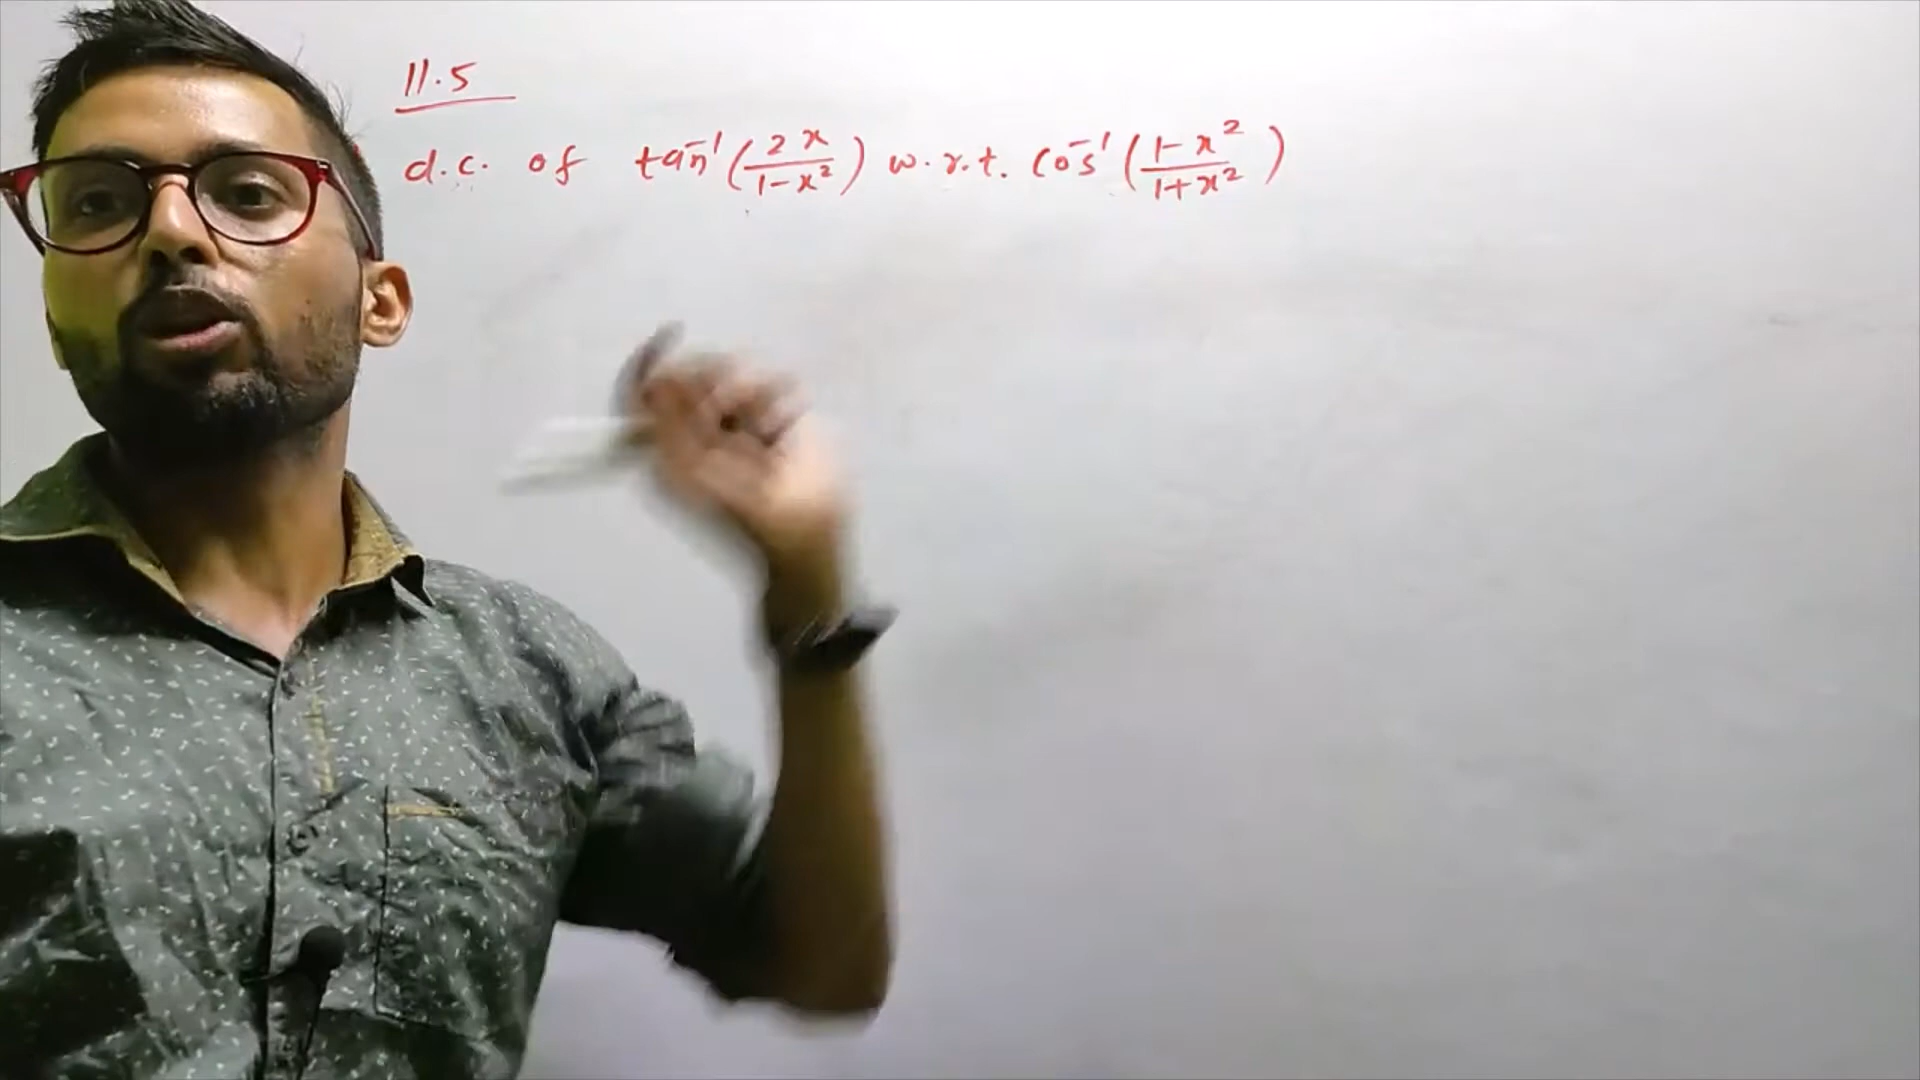 11.5
d.c. of tan⁻¹(2x/1-x²) w.r.t. cos⁻¹(1-x²/1+x²)